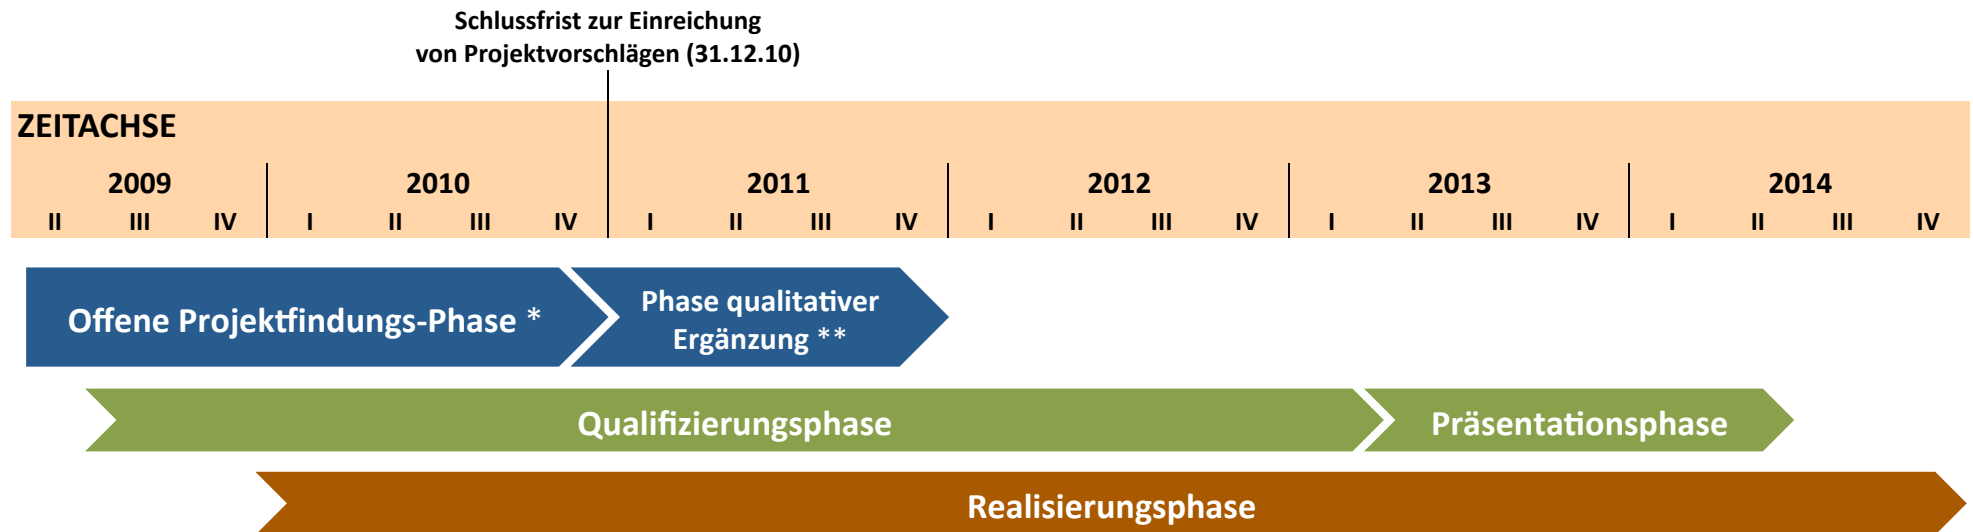 Schlussfrist zur Einreichung
von Projektvorschlägen (31.12.10)
ZEITACHSE
2009 2010 2011 2012 2013 2014
II III IV I II III IV I II III IV I II III IV I II III IV I II III IV
Offene Projektfindungs-Phase *
Phase qualitativer
Ergänzung **
Qualifizierungsphase
Präsentationsphase
Realisierungsphase